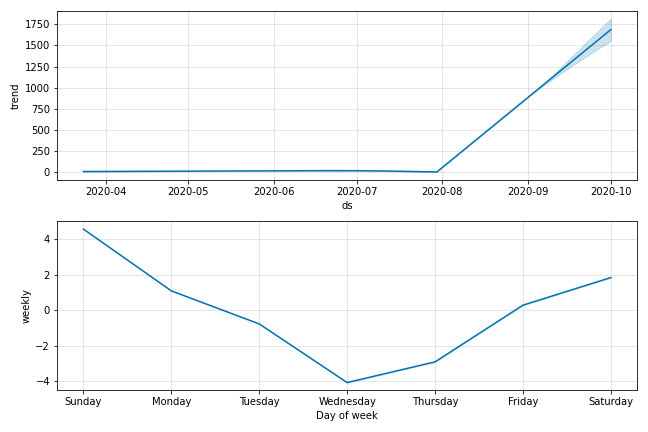 1750
1500
1250
1000
750
500
250
0
trend
2020-04 2020-05 2020-06 2020-07 2020-08 2020-09 2020-10
ds
4
2
0
−2
−4
weekly
Sunday Monday Tuesday Wednesday Thursday Friday Saturday
Day of week